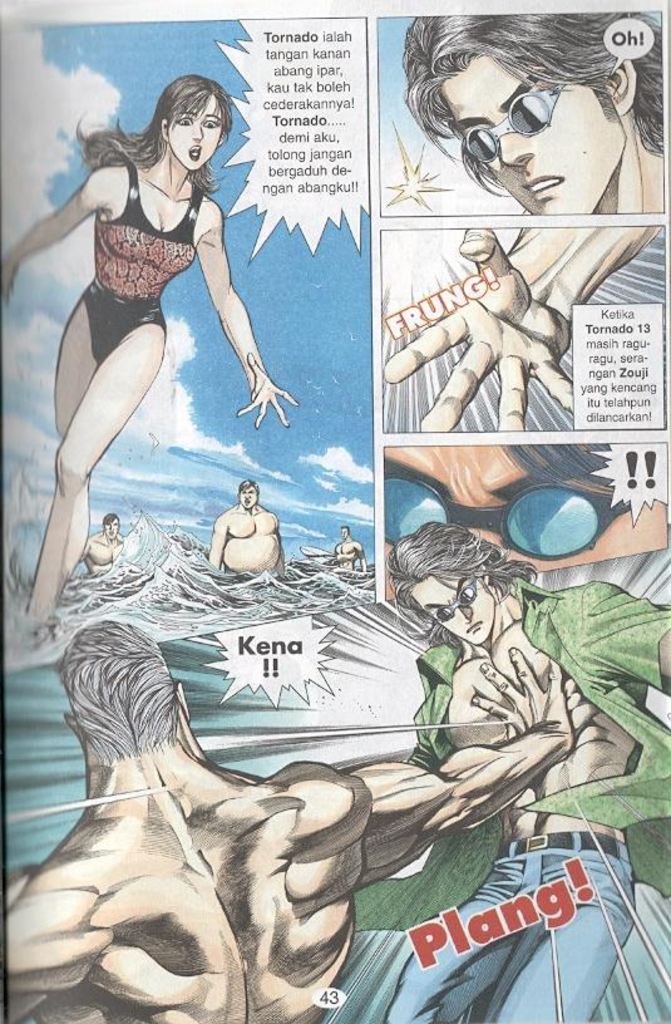 Tornado ialah
tangan kanan
abang ipar,
kau tak boleh
cederakannya!
Tornado.....
demi aku,
tolong jangan
bergaduh de-
ngan abangku!!
Oh!
FRUNG!
Ketika
Tornado 13
masih ragu-
ragu, sera-
ngan Zouji
yang kencang
itu telahpun
dilancarkan!
!!
Kena
!!
Plang!
43